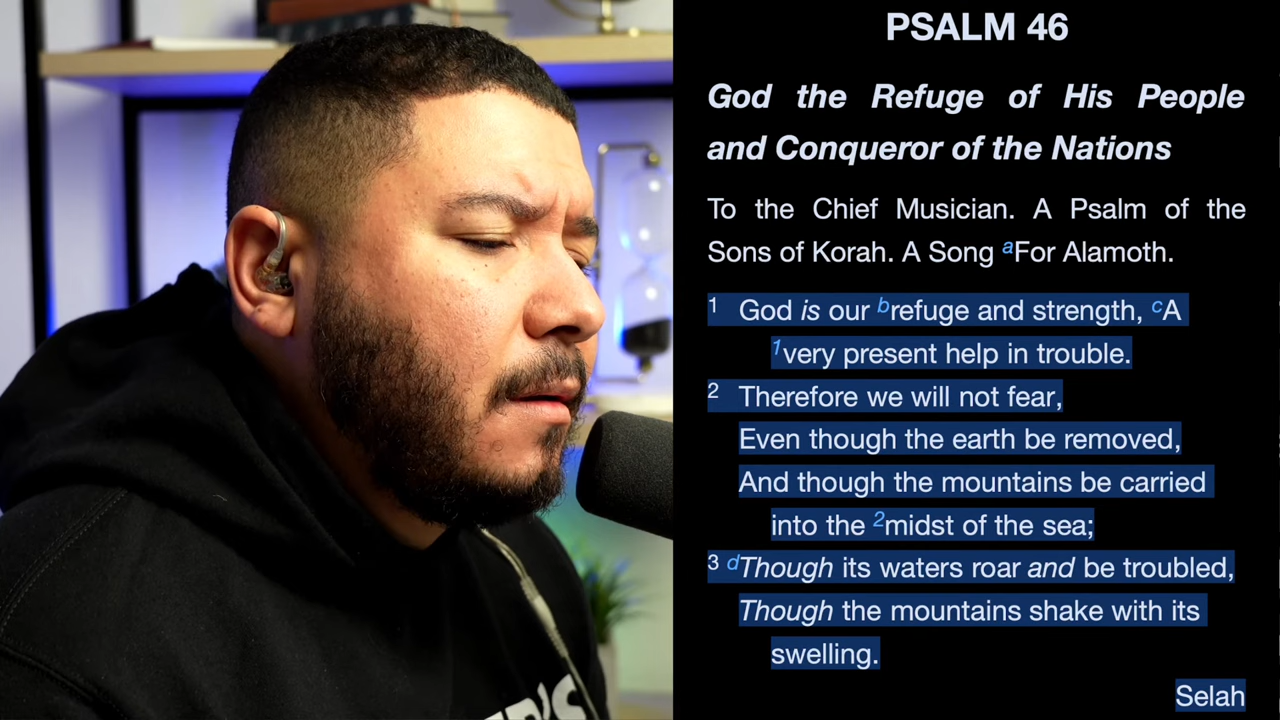 PSALM 46
God the Refuge of His People
and Conqueror of the Nations
To the Chief Musician. A Psalm of the
Sons of Korah. A Song aFor Alamoth.
1 God is our brefuge and strength, cA
1very present help in trouble.
2 Therefore we will not fear,
Even though the earth be removed,
And though the mountains be carried
into the 2midst of the sea;
3 dThough its waters roar and be troubled,
Though the mountains shake with its
swelling.
Selah